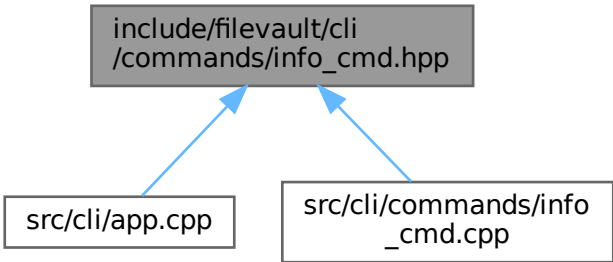 include/filevault/cli
/commands/info_cmd.hpp
src/cli/app.cpp
src/cli/commands/info
_cmd.cpp